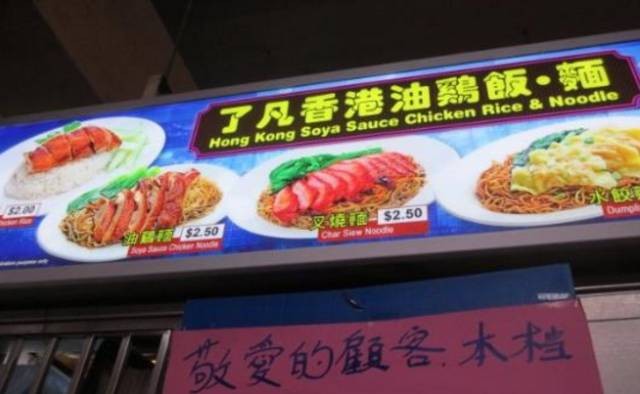 了凡香港油鷄飯·麵
Hong Kong Soya Sauce Chicken Rice & Noodle
$2.00
油鷄麵 $2.50
Soya Sauce Chicken Noodle
叉燒麵 $2.50
Char Siew Noodle
水餃
敬愛的顧客.本档